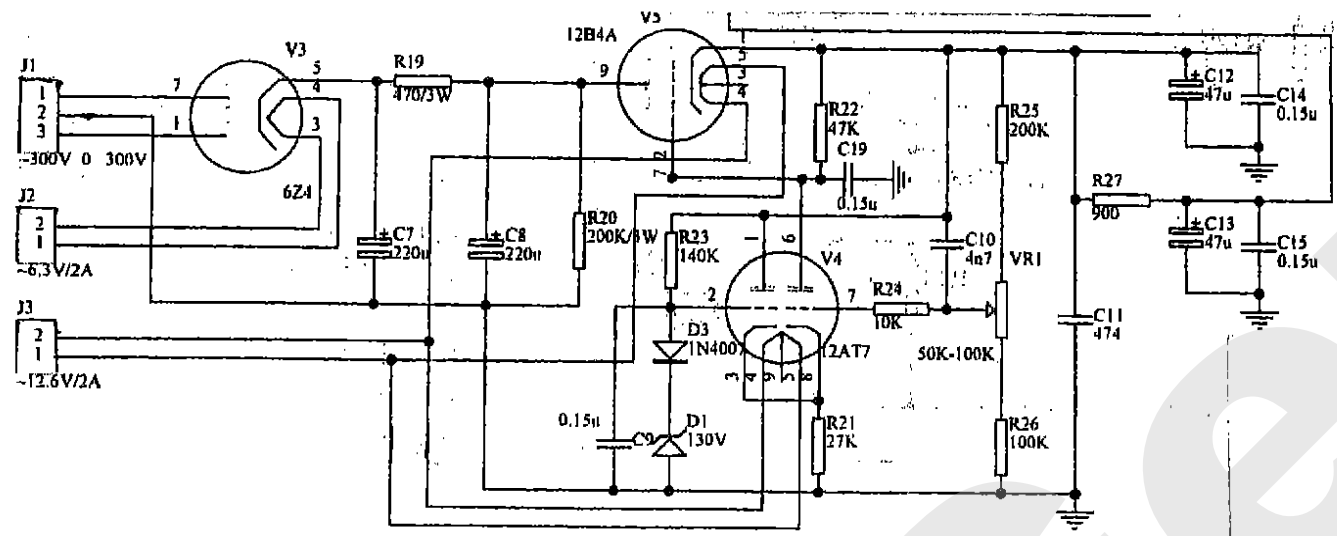 V5
12B4A
V3
J1
1
2
3
~300V 0 300V
7
1
5
4
3
6Z4
R19
470/3W
9
5
3
4
2
7
R22
47K
C19
0.15u
R25
200K
C12
47u
C14
0.15u
J2
2
1
~6.3V/2A
C7
220u
C8
220u
R20
200K/3W
R23
140K
1
6
V4
C10
4n7
VR1
R27
900
C13
47u
C15
0.15u
2
7
R24
10K
50K-100K
J3
2
1
~12.6V/2A
D3
1N4007
12AT7
3
4
9
5
8
C11
474
0.15u
C9
D1
130V
R21
27K
R26
100K